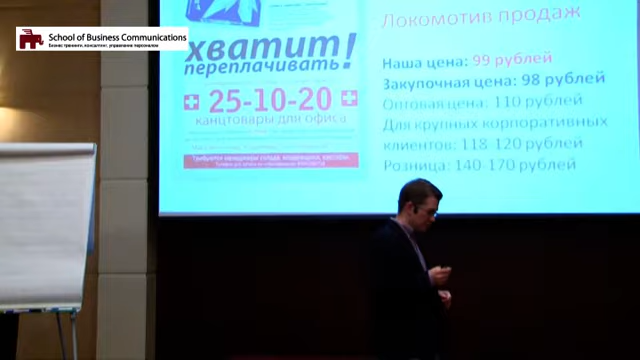 School of Business Communications
Бизнес тренинги, консалтинг, управление персоналом
хватит!
переплачивать
25-10-20
канцтовары для офиса
Локомотив продаж
Наша цена: 99 рублей
Закупочная цена: 98 рублей
Оптовая цена: 110 рублей
Для крупных корпоративных
клиентов: 118-120 рублей
Розница: 140-170 рублей